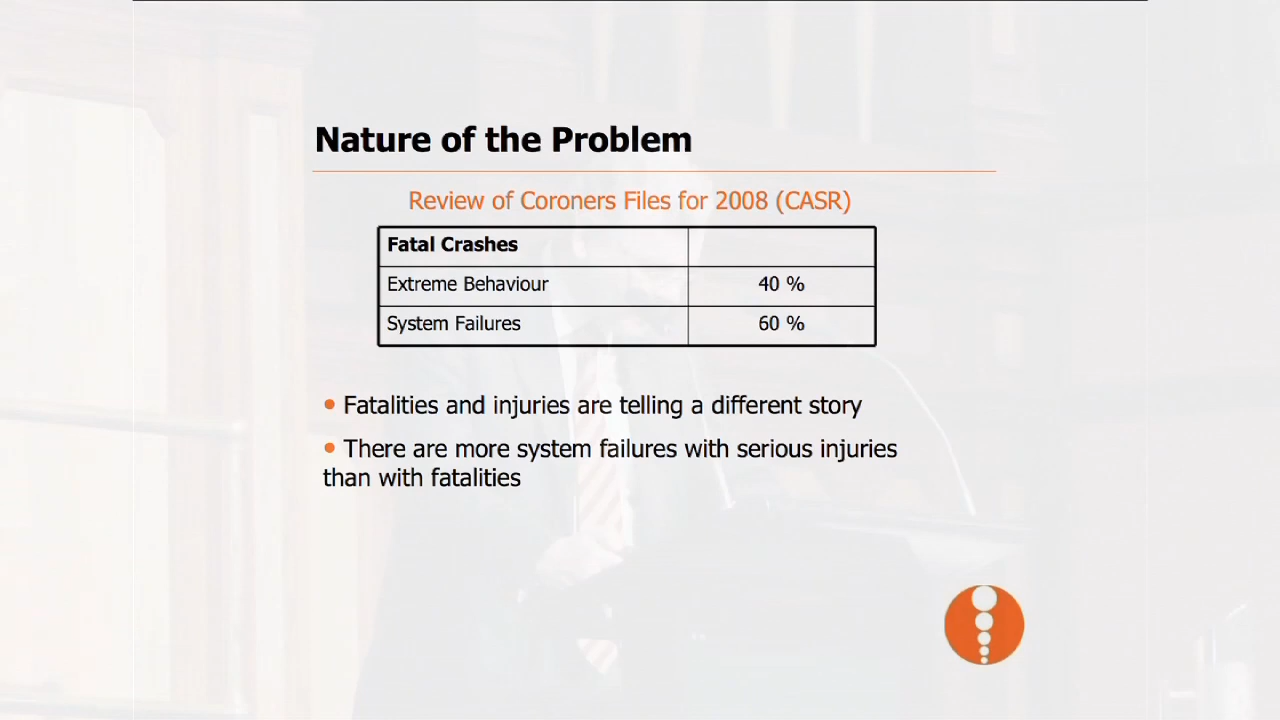 Nature of the Problem
Review of Coroners Files for 2008 (CASR)
Fatal Crashes
Extreme Behaviour 40 %
System Failures 60 %
• Fatalities and injuries are telling a different story
• There are more system failures with serious injuries
than with fatalities